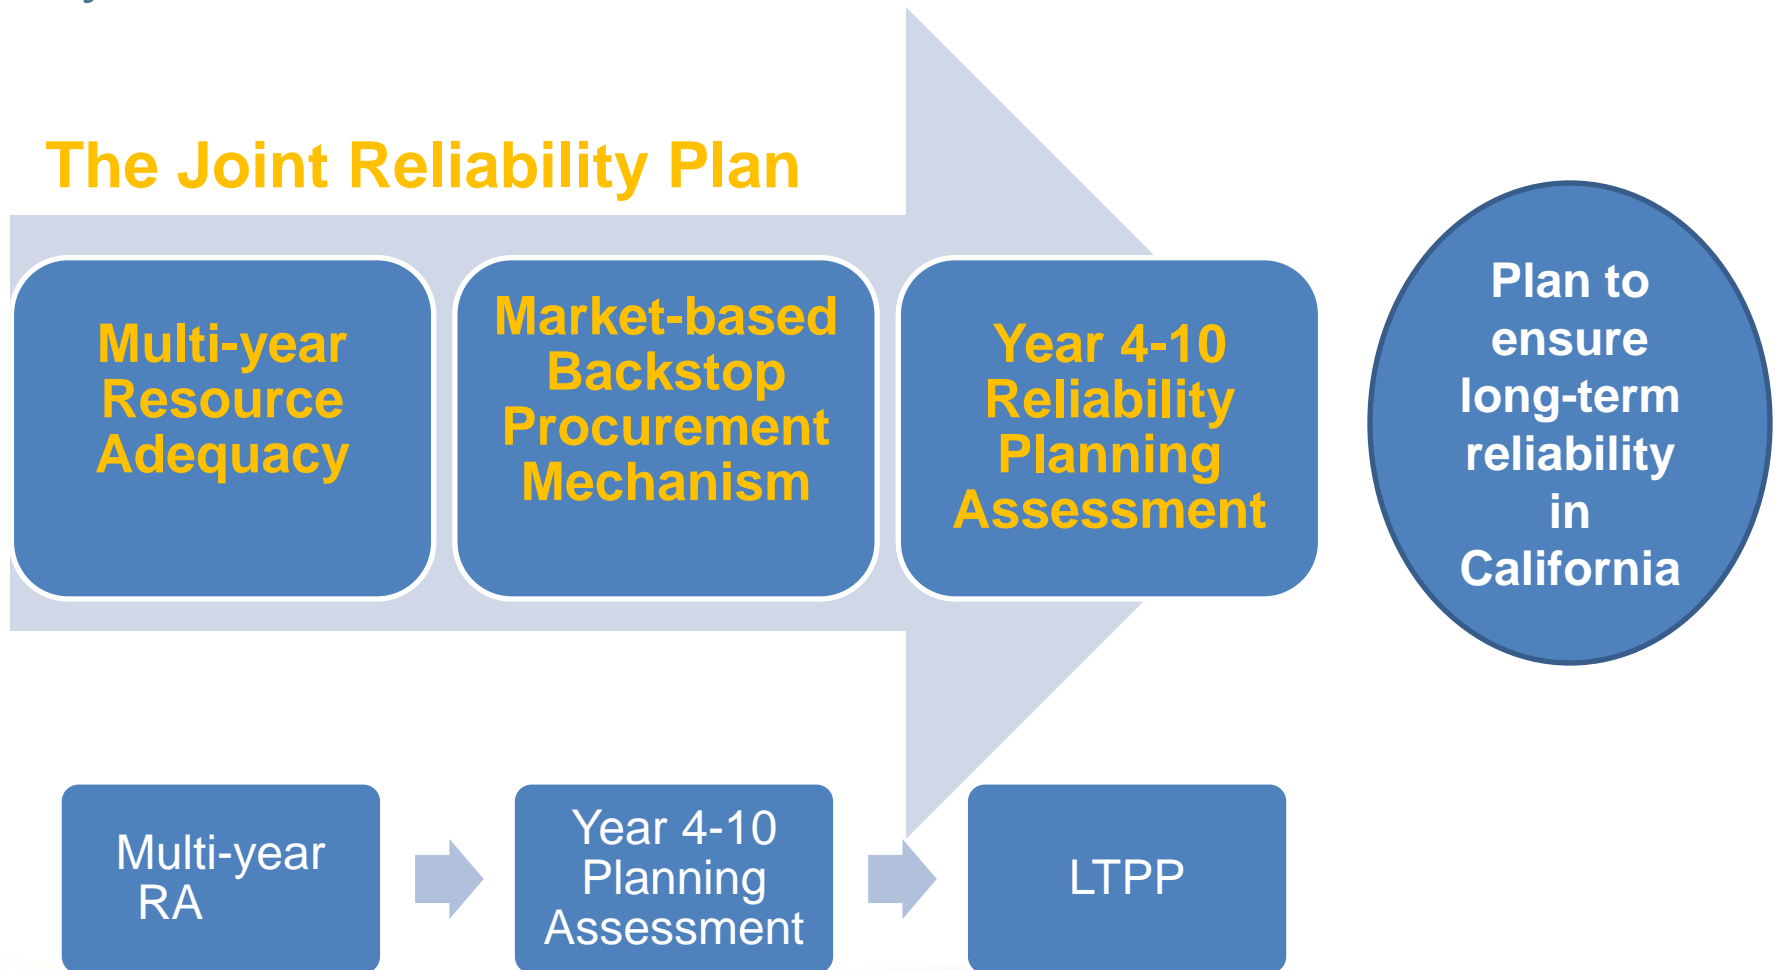 The Joint Reliability Plan
Multi-year
Resource
Adequacy
Market-based
Backstop
Procurement
Mechanism
Year 4-10
Reliability
Planning
Assessment
Plan to
ensure
long-term
reliability
in
California
Multi-year
RA
Year 4-10
Planning
Assessment
LTPP